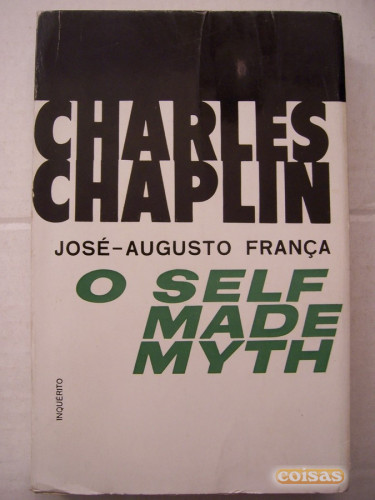 CHARLES
CHAPLIN
JOSÉ-AUGUSTO FRANÇA
O SELF
MADE
MYTH
INQUÉRITO
coisas